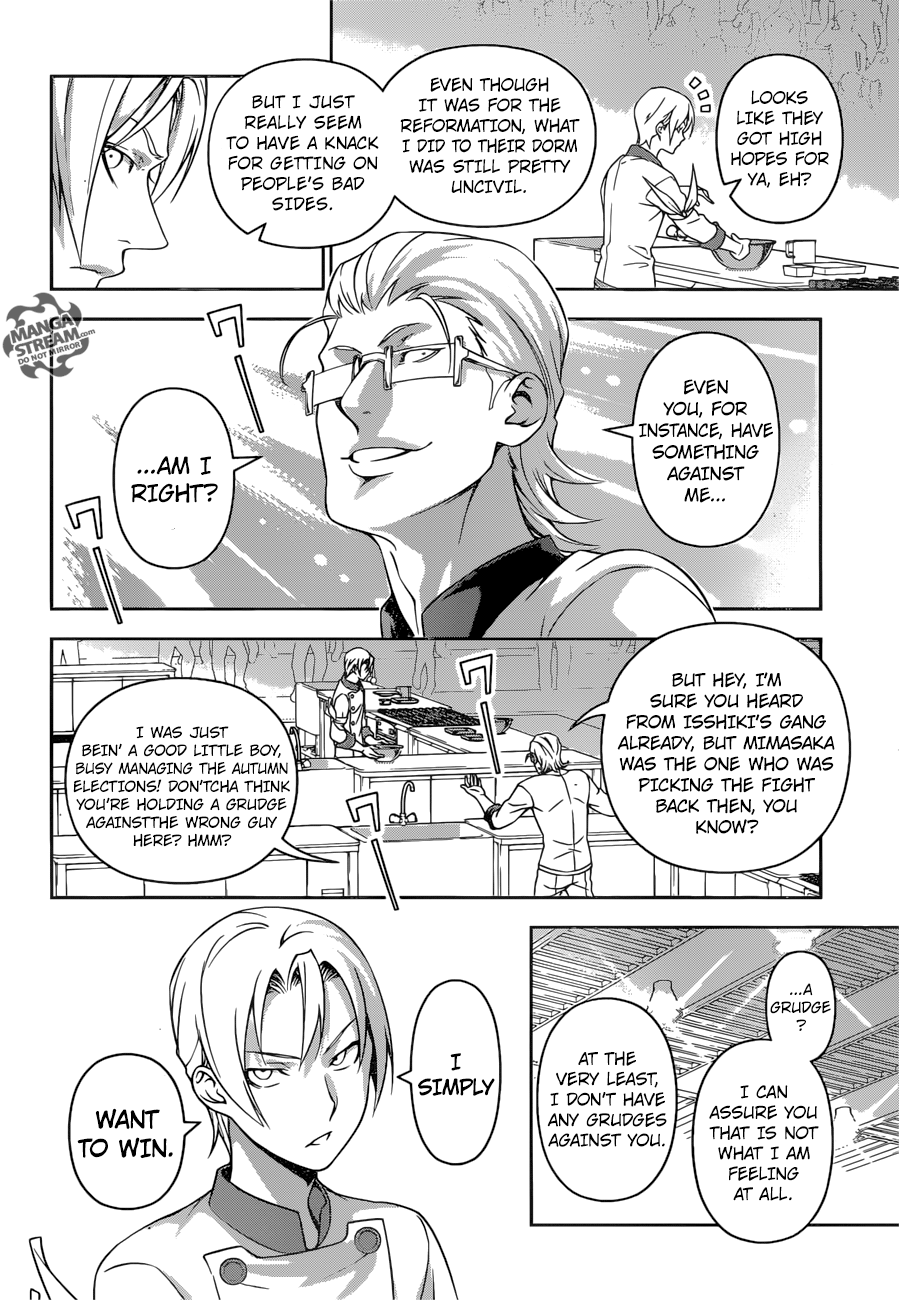 LOOKS
LIKE THEY
GOT HIGH
HOPES FOR
YA, EH?
EVEN THOUGH
IT WAS FOR THE
REFORMATION, WHAT
I DID TO THEIR DORM
WAS STILL PRETTY
UNCIVIL.
BUT I JUST
REALLY SEEM
TO HAVE A KNACK
FOR GETTING ON
PEOPLE'S BAD
SIDES.
MANGA
STREAM.com
DO NOT MIRROR!
EVEN
YOU, FOR
INSTANCE, HAVE
SOMETHING
AGAINST
ME...
...AM I
RIGHT?
ワ
ワ
BUT HEY, I'M
SURE YOU HEARD
FROM ISSHIKI'S GANG
ALREADY, BUT MIMASAKA
WAS THE ONE WHO WAS
PICKING THE FIGHT
BACK THEN, YOU
KNOW?
ワ
ワ
I WAS JUST
BEIN' A GOOD LITTLE BOY,
BUSY MANAGING THE AUTUMN
ELECTIONS! DON'TCHA THINK
YOU'RE HOLDING A GRUDGE
AGAINSTTHE WRONG GUY
HERE? HMM?
...A
GRUDGE
?
I CAN
ASSURE YOU
THAT IS NOT
WHAT I AM
FEELING
AT ALL.
AT THE
VERY LEAST,
I DON'T HAVE
ANY GRUDGES
AGAINST YOU.
I
SIMPLY
WANT
TO WIN.